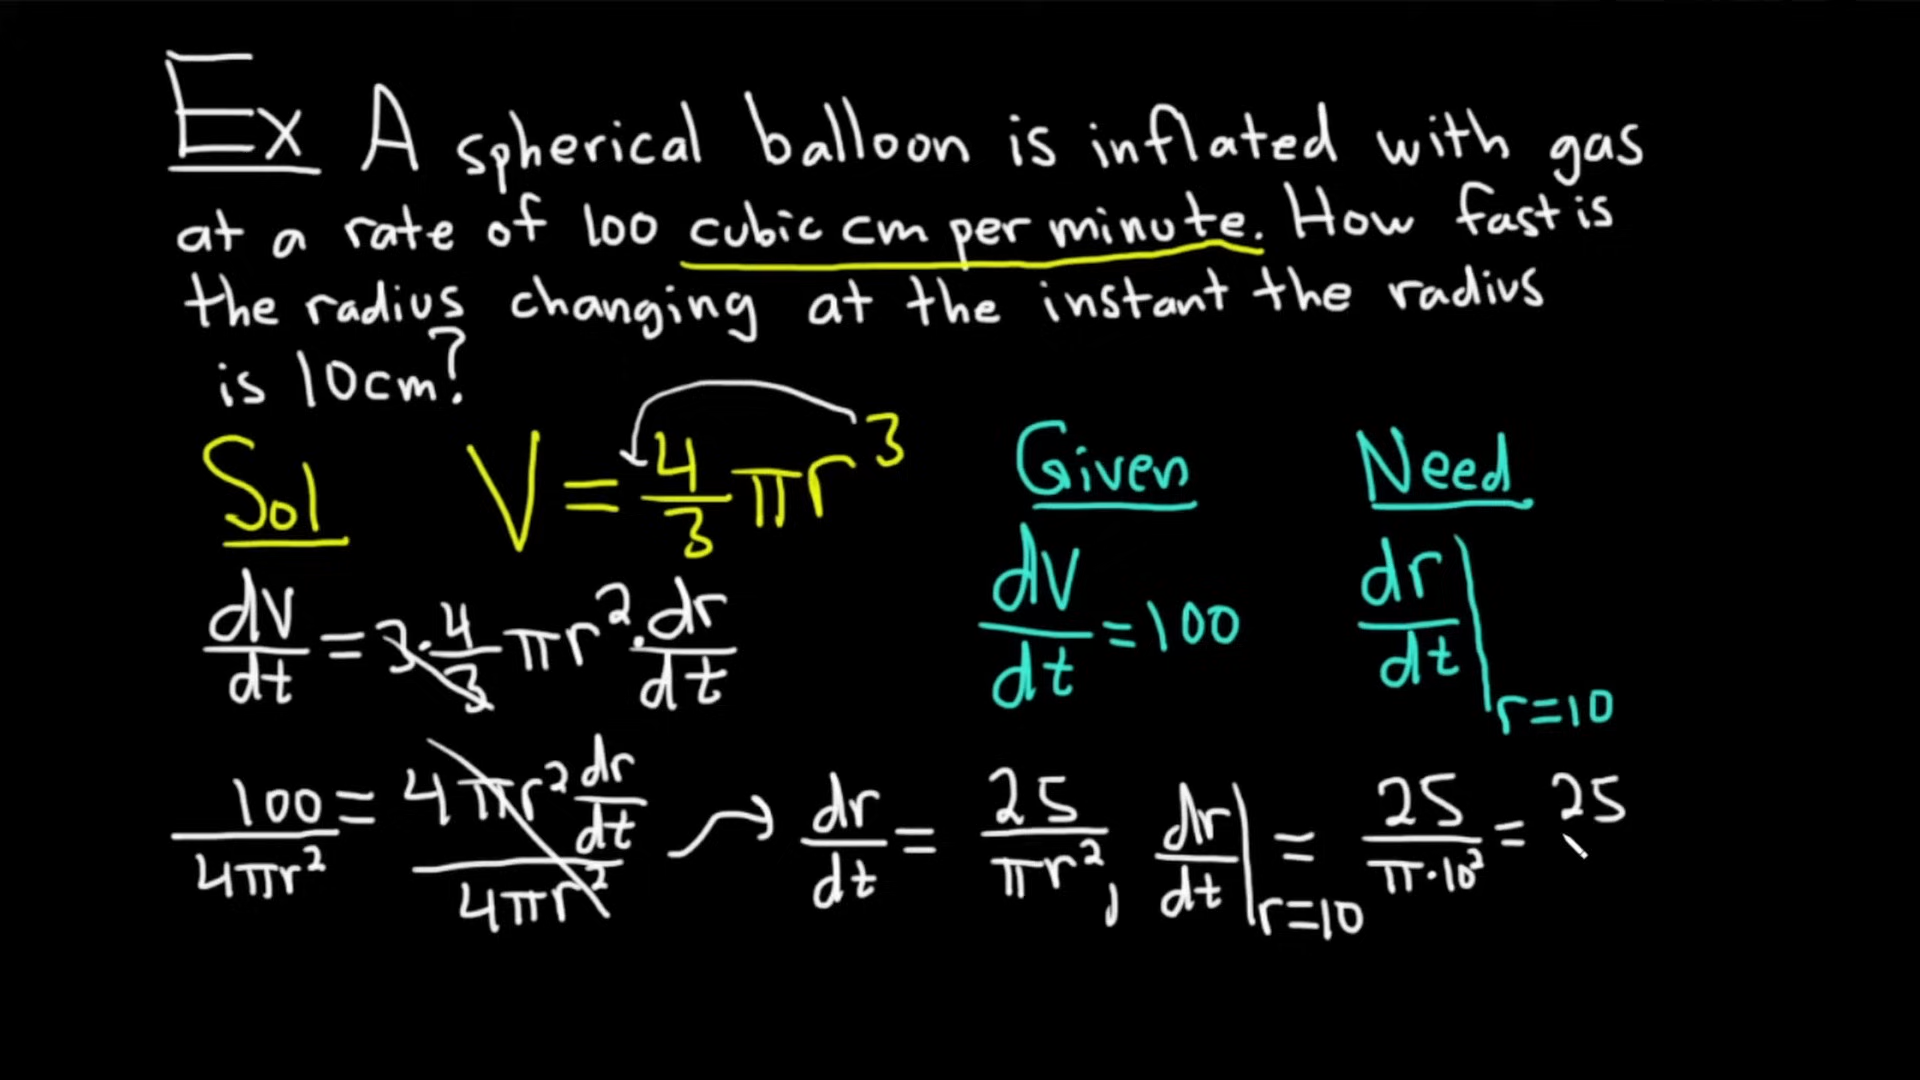 Ex A spherical balloon is inflated with gas
at a rate of 100 cubic cm per minute. How fast is
the radius changing at the instant the radius
is 10cm?
Sol V = 4/3 πr³
Given
Need
dV/dt = 3·4/3 πr²·dr/dt
dV/dt = 100
dr/dt|r=10
100/4πr² = 4πr² dr/dt/4πr²
dr/dt = 25/πr², dr/dt|r=10 = 25/π·10² = 25